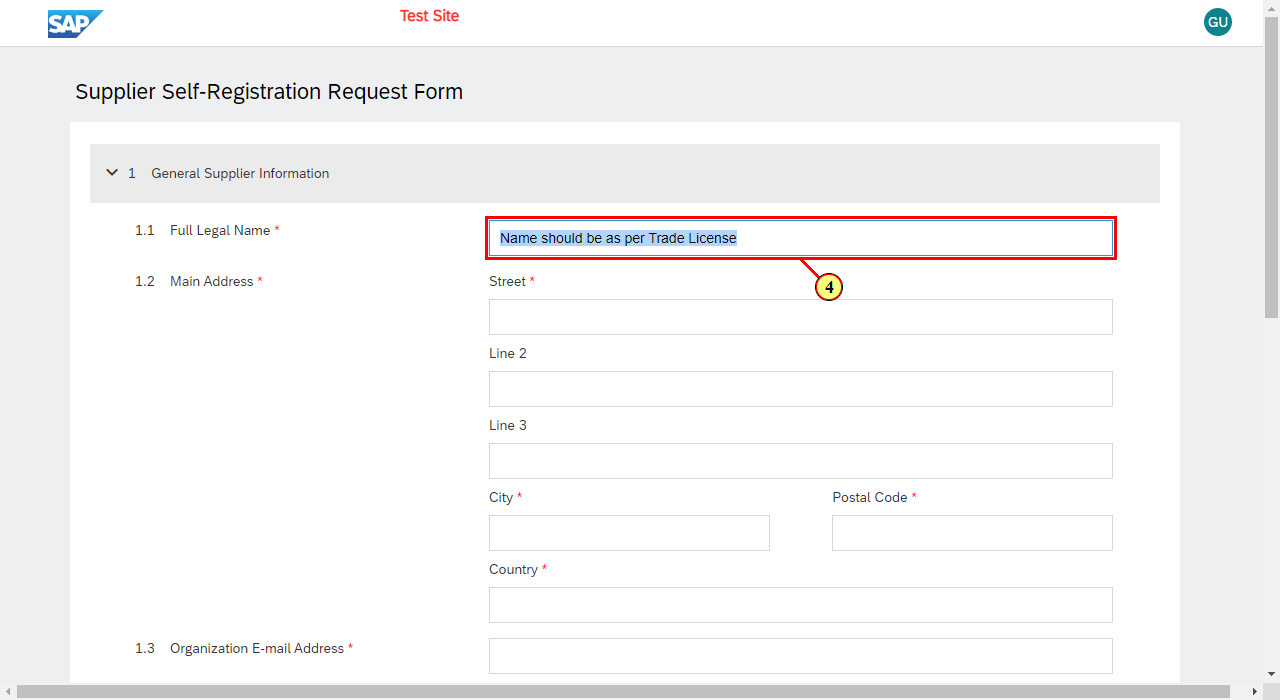 SAP
Test Site
GU
Supplier Self-Registration Request Form
1 General Supplier Information
1.1 Full Legal Name *
Name should be as per Trade License
4
1.2 Main Address *
Street *
Line 2
Line 3
City * Postal Code *
Country *
1.3 Organization E-mail Address *